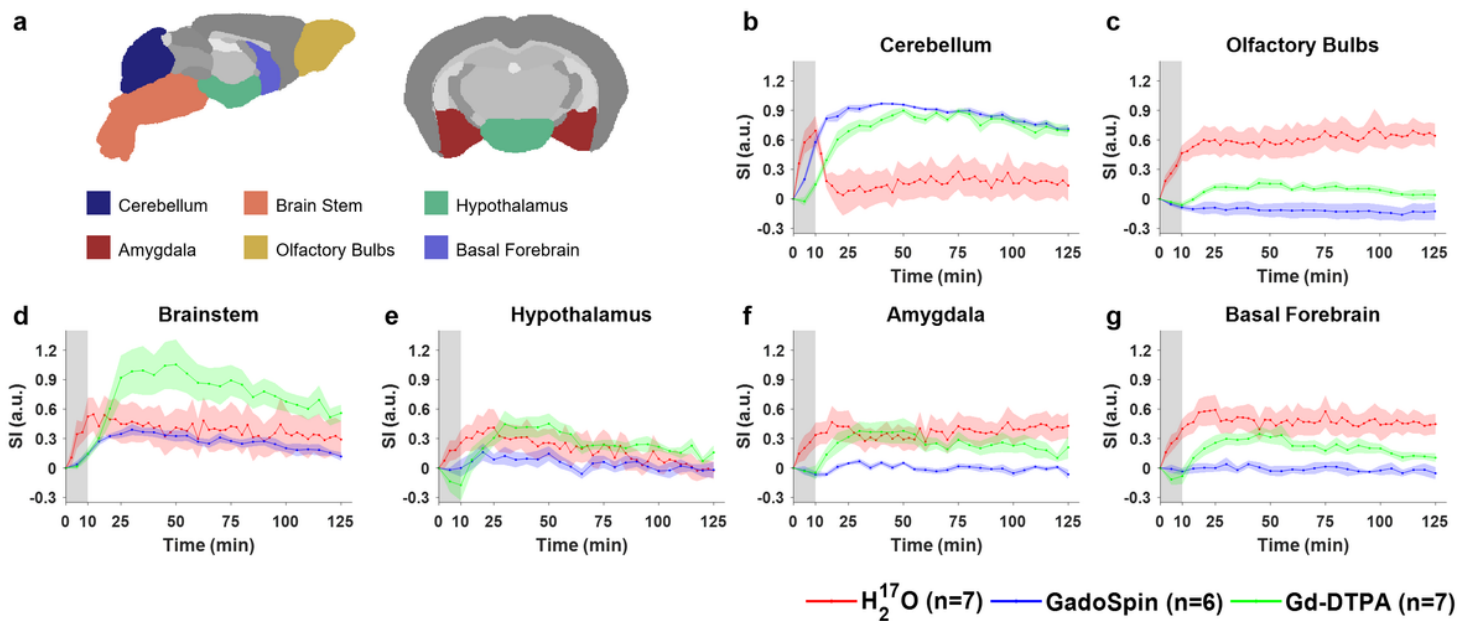 a
Cerebellum
Brain Stem
Hypothalamus
Amygdala
Olfactory Bulbs
Basal Forebrain
b
Cerebellum
SI (a.u.)
1.2
0.9
0.6
0.3
0
-0.3
0 10 25 50 75 100 125
Time (min)
c
Olfactory Bulbs
SI (a.u.)
1.2
0.9
0.6
0.3
0
-0.3
0 10 25 50 75 100 125
Time (min)
d
Brainstem
SI (a.u.)
1.2
0.9
0.6
0.3
0
-0.3
0 10 25 50 75 100 125
Time (min)
e
Hypothalamus
SI (a.u.)
1.2
0.9
0.6
0.3
0
-0.3
0 10 25 50 75 100 125
Time (min)
f
Amygdala
SI (a.u.)
1.2
0.9
0.6
0.3
0
-0.3
0 10 25 50 75 100 125
Time (min)
g
Basal Forebrain
SI (a.u.)
1.2
0.9
0.6
0.3
0
-0.3
0 10 25 50 75 100 125
Time (min)
H₂¹⁷O (n=7) GadoSpin (n=6) Gd-DTPA (n=7)